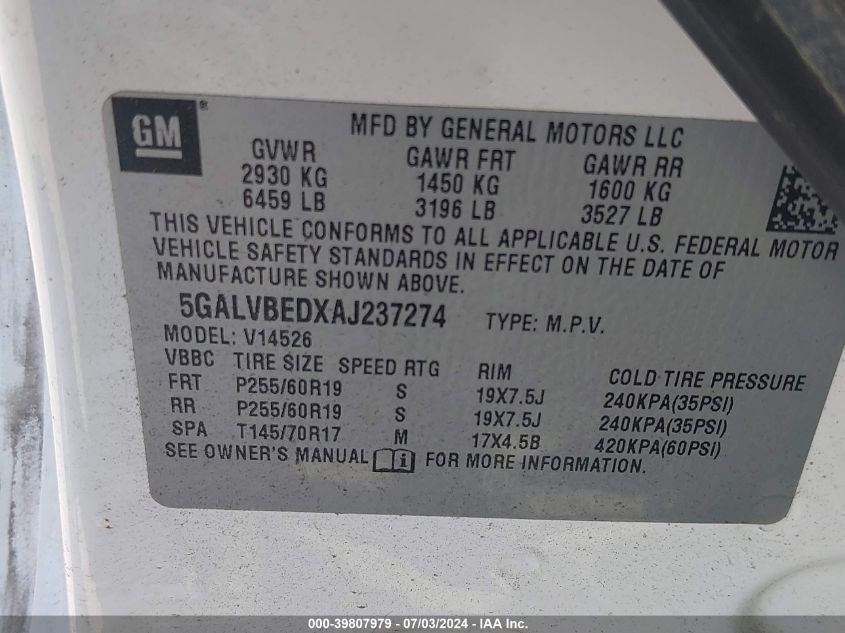 GM®
MFD BY GENERAL MOTORS LLC
GVWR GAWR FRT GAWR RR
2930 KG 1450 KG 1600 KG
6459 LB 3196 LB 3527 LB
THIS VEHICLE CONFORMS TO ALL APPLICABLE U.S. FEDERAL MOTOR
VEHICLE SAFETY STANDARDS IN EFFECT ON THE DATE OF
MANUFACTURE SHOWN ABOVE.
5GALVBEDXAJ237274 TYPE: M.P.V.
MODEL: V14526
VBBC TIRE SIZE SPEED RTG RIM COLD TIRE PRESSURE
FRT P255/60R19 S 19X7.5J 240KPA(35PSI)
RR P255/60R19 S 19X7.5J 240KPA(35PSI)
SPA T145/70R17 M 17X4.5B 420KPA(60PSI)
SEE OWNER'S MANUAL FOR MORE INFORMATION.
000-39807979 - 07/03/2024 - IAA Inc.